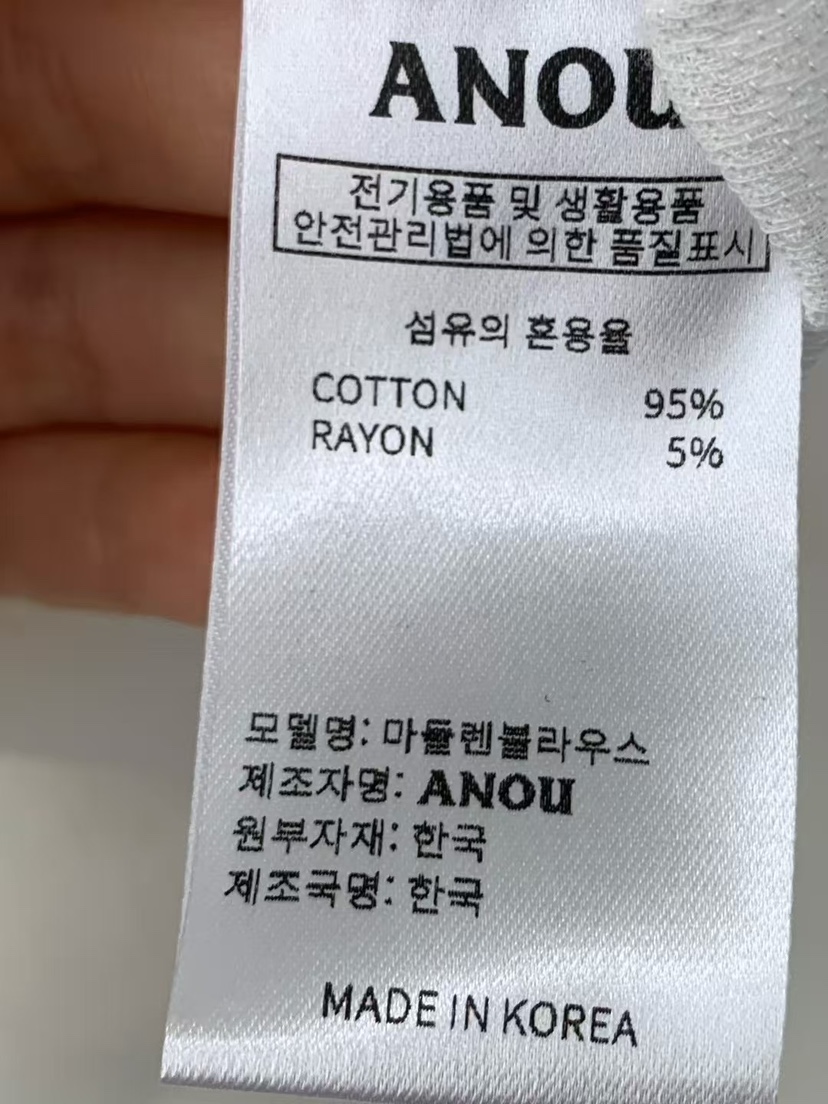 ANOU
전기용품 및 생활용품
안전관리법에 의한 품질표시
섬유의 혼용율
COTTON 95%
RAYON 5%
모델명: 마들렌블라우스
제조자명: ANOU
원부자재: 한국
제조국명: 한국
MADE IN KOREA